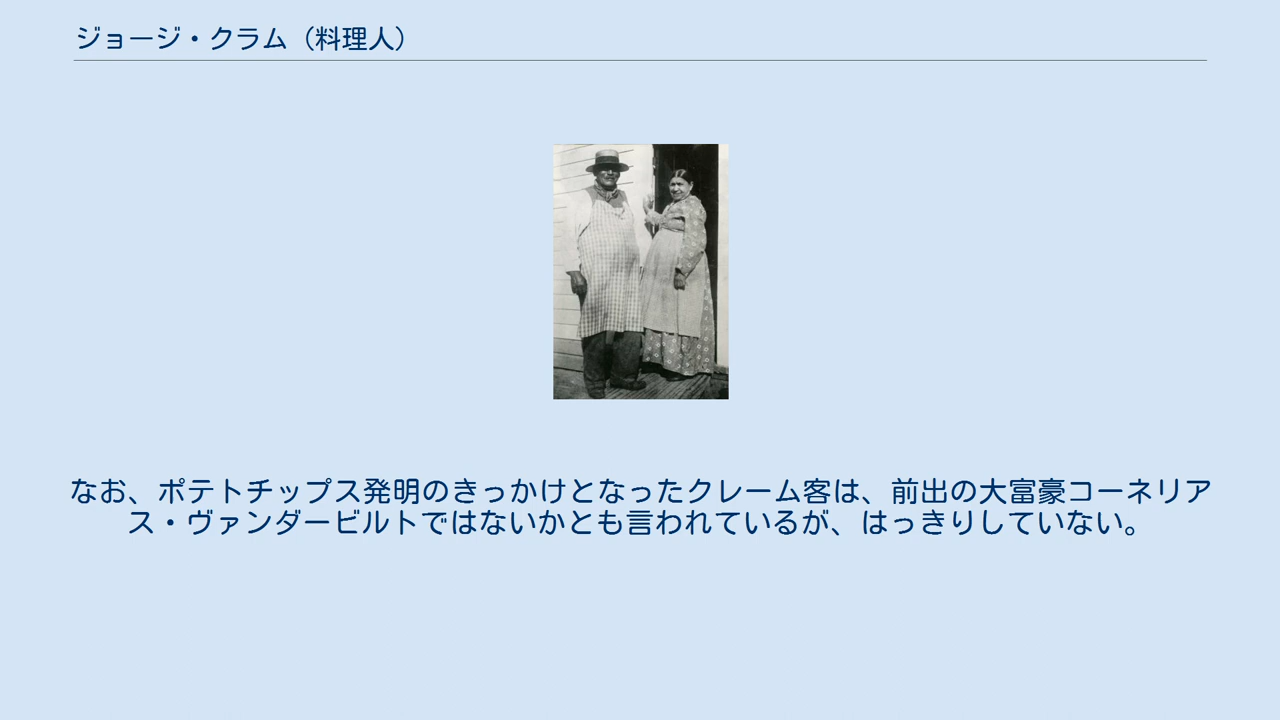 ジョージ・クラム（料理人）
なお、ポテトチップス発明のきっかけとなったクレーム客は、前出の大富豪コーネリア
ス・ヴァンダービルトではないかとも言われているが、はっきりしていない。